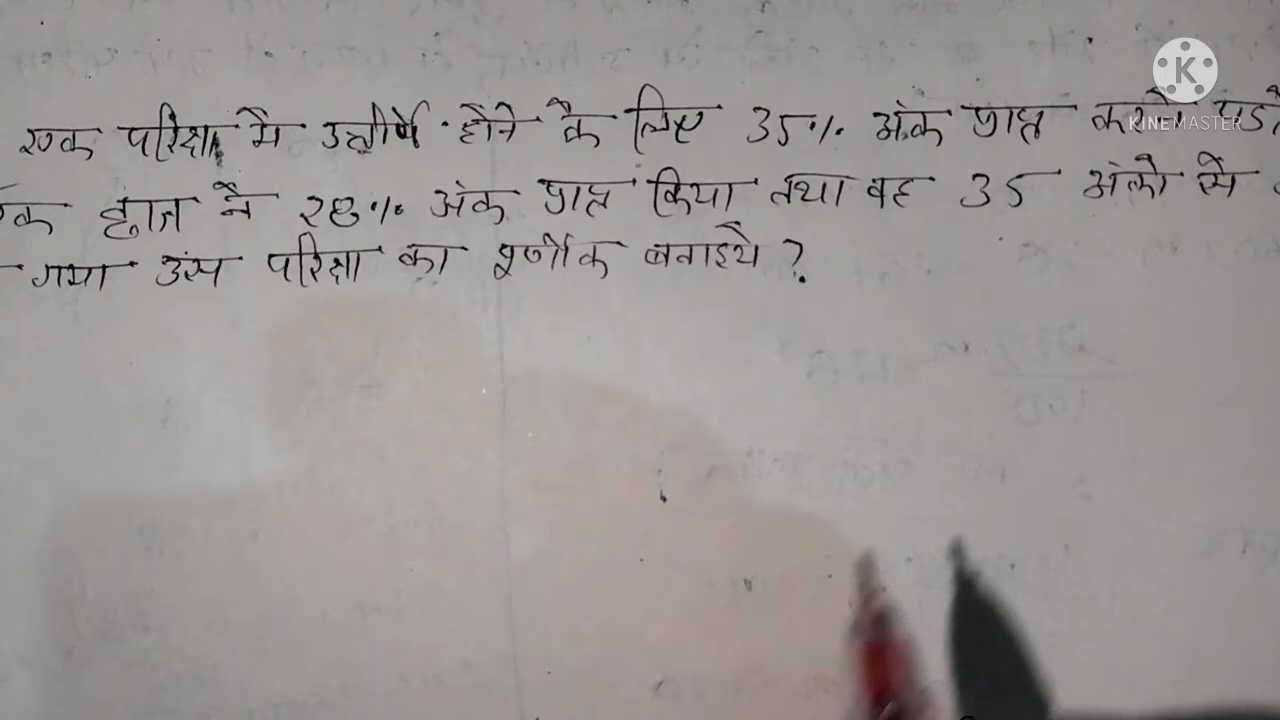 एक परिक्षा मै उत्तीर्ण होने के लिए 35% अंक प्राप्त करने
छात्र ने 28% अंक प्राप्त किया तथा वह 35 अंको से
गया उस परिक्षा का पूर्णांक बताइये ?
K
KINEMASTER